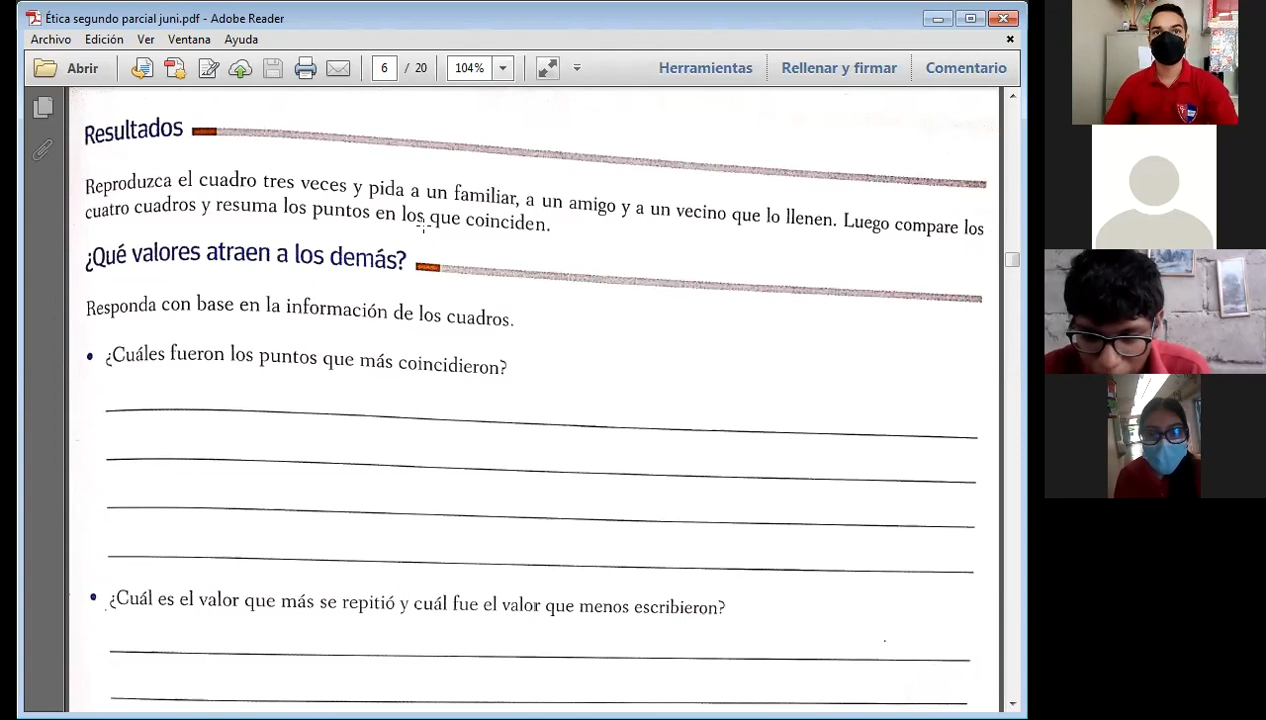 Ética segundo parcial juni.pdf - Adobe Reader
Archivo Edición Ver Ventana Ayuda
Abrir 6 / 20 104% Herramientas Rellenar y firmar Comentario
Resultados
Reproduzca el cuadro tres veces y pida a un familiar, a un amigo y a un vecino que lo llenen. Luego compare los
cuatro cuadros y resuma los puntos en los que coinciden.
¿Qué valores atraen a los demás?
Responda con base en la información de los cuadros.
• ¿Cuáles fueron los puntos que más coincidieron?
• ¿Cuál es el valor que más se repitió y cuál fue el valor que menos escribieron?